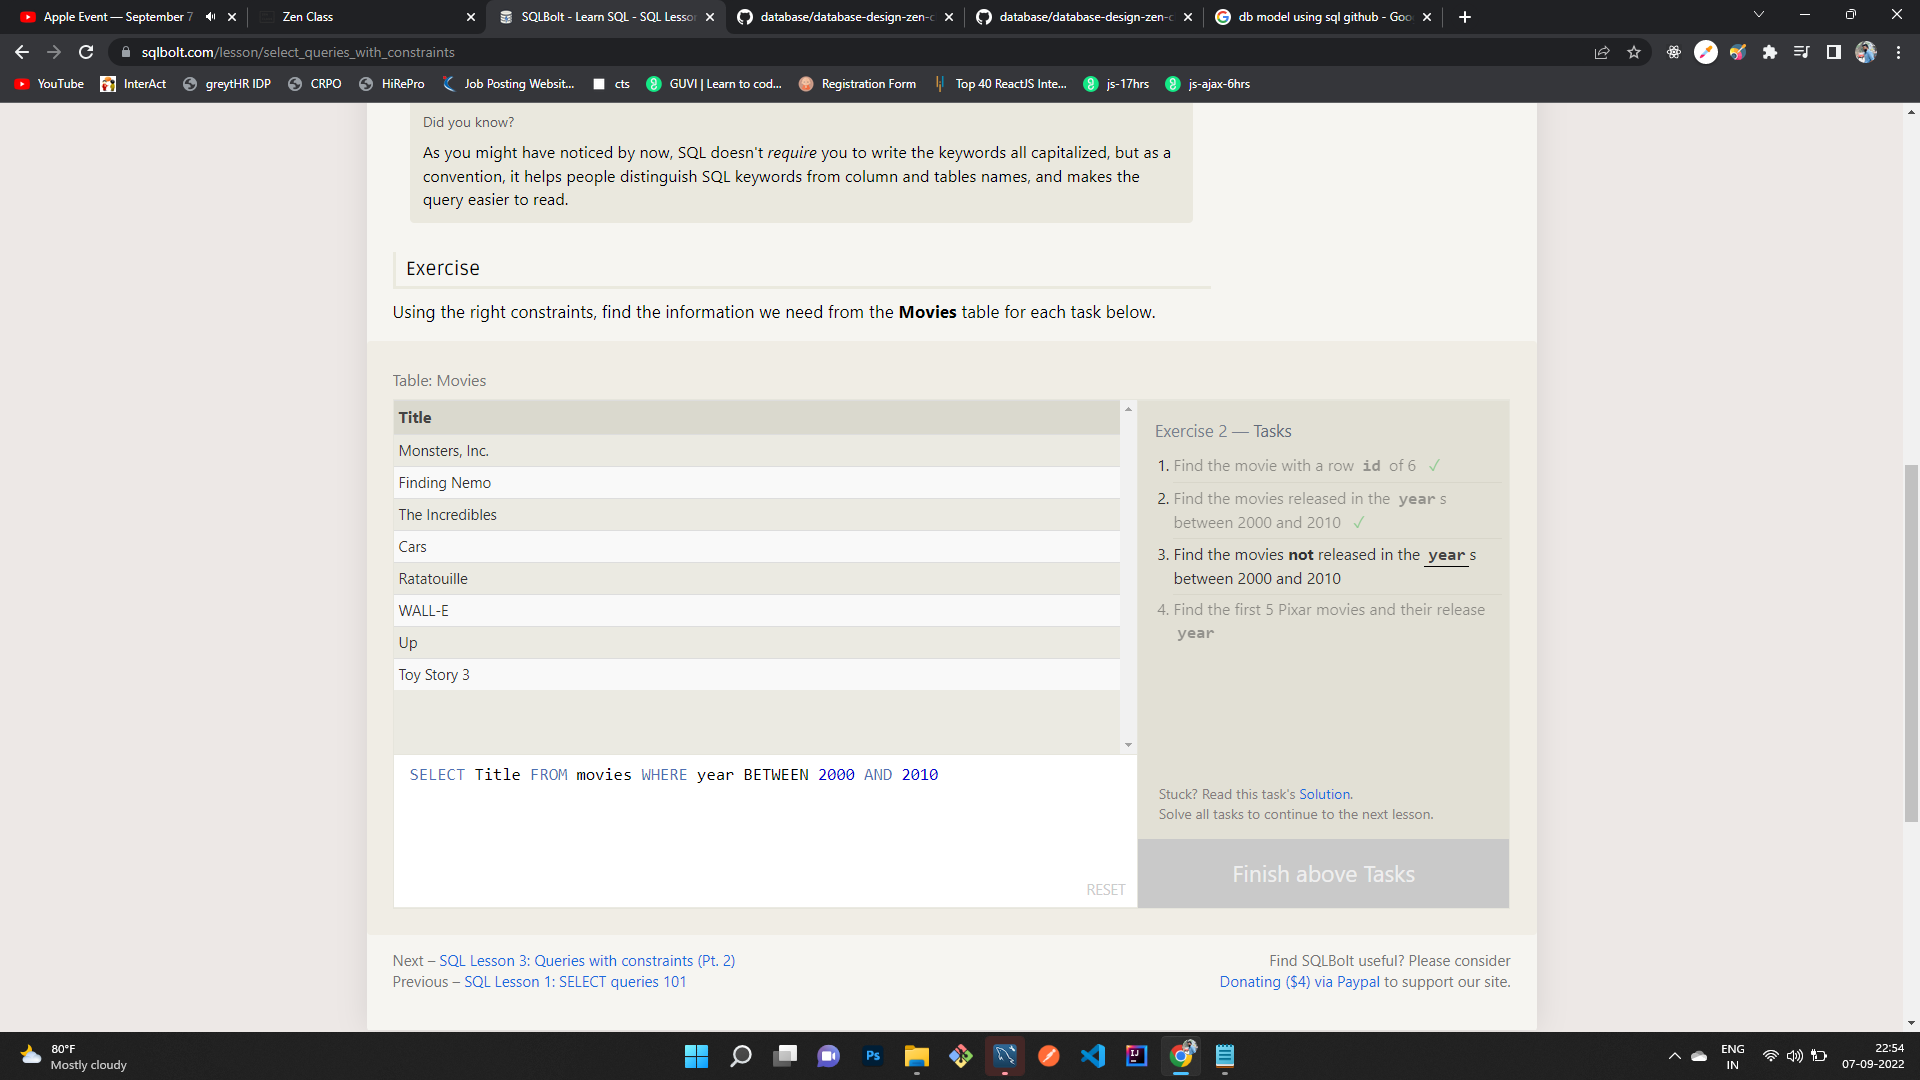 Apple Event — September 7
Zen Class
SQLBolt - Learn SQL - SQL Lesso
database/database-design-zen-c
database/database-design-zen-c
db model using sql github - Goo
sqlbolt.com/lesson/select_queries_with_constraints
YouTube
InterAct
greytHR IDP
CRPO
HiRePro
Job Posting Websit...
cts
GUVI | Learn to cod...
Registration Form
Top 40 ReactJS Inte...
js-17hrs
js-ajax-6hrs
Did you know?
As you might have noticed by now, SQL doesn't require you to write the keywords all capitalized, but as a
convention, it helps people distinguish SQL keywords from column and tables names, and makes the
query easier to read.
Exercise
Using the right constraints, find the information we need from the Movies table for each task below.
Table: Movies
Title
Monsters, Inc.
Finding Nemo
The Incredibles
Cars
Ratatouille
WALL-E
Up
Toy Story 3
SELECT Title FROM movies WHERE year BETWEEN 2000 AND 2010
RESET
Exercise 2 — Tasks
1. Find the movie with a row id of 6 ✓
2. Find the movies released in the year s
between 2000 and 2010 ✓
3. Find the movies not released in the year s
between 2000 and 2010
4. Find the first 5 Pixar movies and their release
year
Stuck? Read this task's Solution.
Solve all tasks to continue to the next lesson.
Finish above Tasks
Next – SQL Lesson 3: Queries with constraints (Pt. 2)
Previous – SQL Lesson 1: SELECT queries 101
Find SQLBolt useful? Please consider
Donating ($4) via Paypal to support our site.
80°F
Mostly cloudy
Ps
IJ
ENG
IN
22:54
07-09-2022